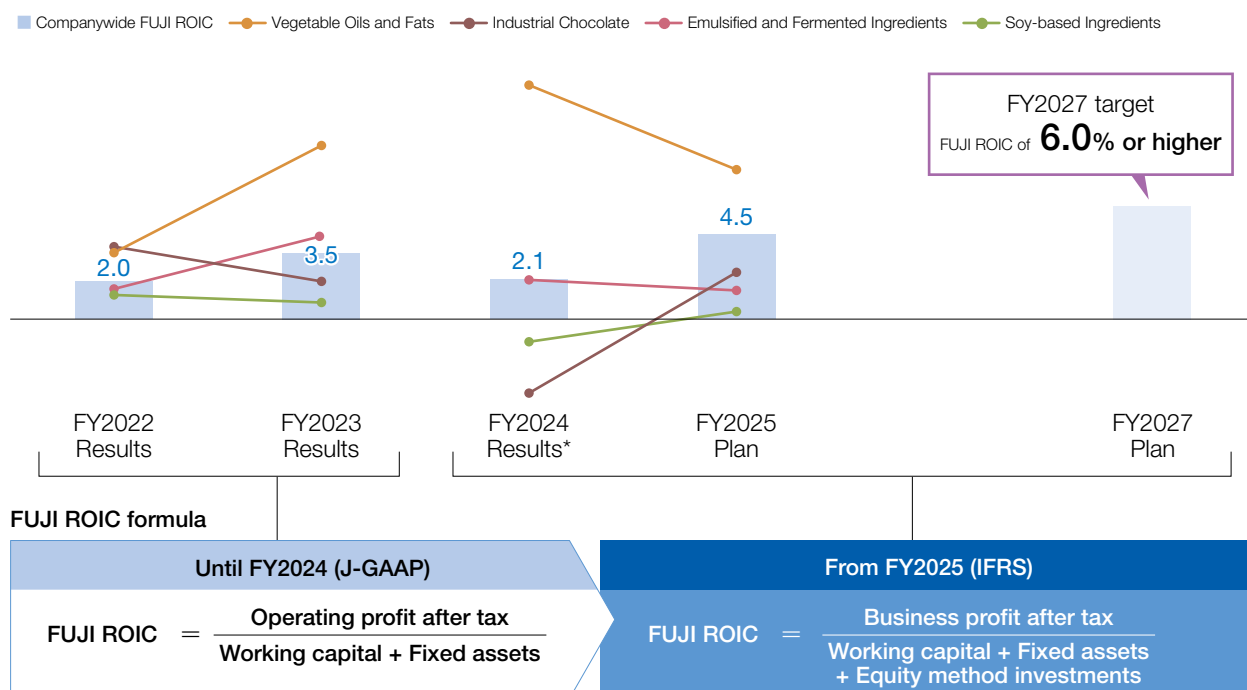 Companywide FUJI ROIC Vegetable Oils and Fats Industrial Chocolate Emulsified and Fermented Ingredients Soy-based Ingredients
FY2027 target
FUJI ROIC of 6.0% or higher
2.0
3.5
2.1
4.5
FY2022
Results
FY2023
Results
FY2024
Results*
FY2025
Plan
FY2027
Plan
FUJI ROIC formula
Until FY2024 (J-GAAP)
FUJI ROIC =
Operating profit after tax
Working capital + Fixed assets
From FY2025 (IFRS)
FUJI ROIC =
Business profit after tax
Working capital + Fixed assets
+ Equity method investments